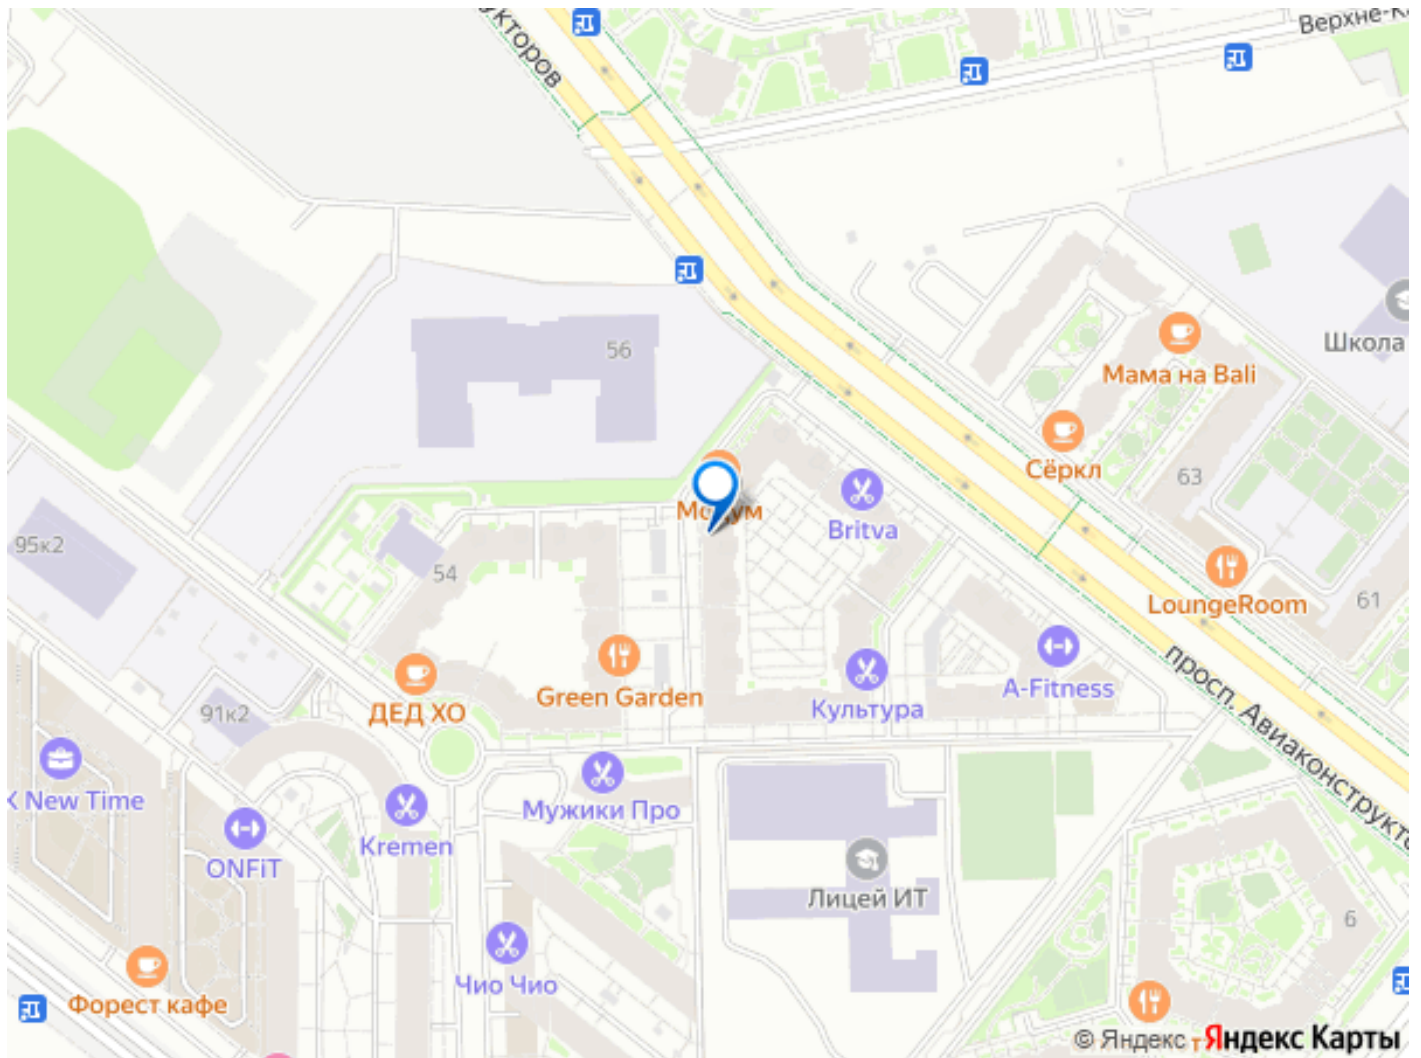 укторов
Верхне-К
56
Школа
Мама на Bali
Сёркл
63
Britva
95к2
54
LoungeRoom
61
просп. Авиаконструкто
Green Garden
A-Fitness
Культура
ДЕД ХО
91к2
X New Time
Мужики Про
Kremen
ONFiT
Лицей ИТ
6
Чио Чио
Форест кафе
© Яндекс Яндекс Карты